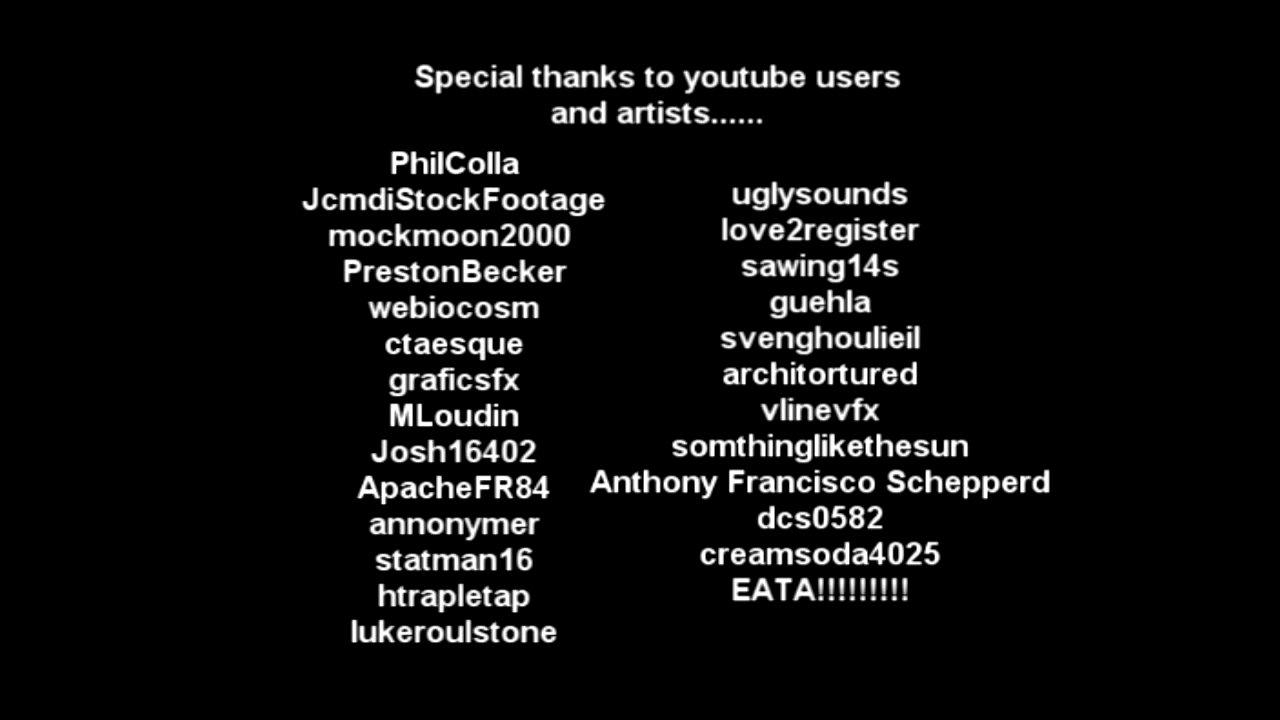 Special thanks to youtube users
and artists......
PhilColla
JcmdiStockFootage
mockmoon2000
PrestonBecker
webiocosm
ctaesque
graficsfx
MLoudin
Josh16402
ApacheFR84
annonymer
statman16
htrapletap
lukeroulstone
uglysounds
love2register
sawing14s
guehla
svenghoulieil
architortured
vlinevfx
somthinglikethesun
Anthony Francisco Schepperd
dcs0582
creamsoda4025
EATA!!!!!!!!!